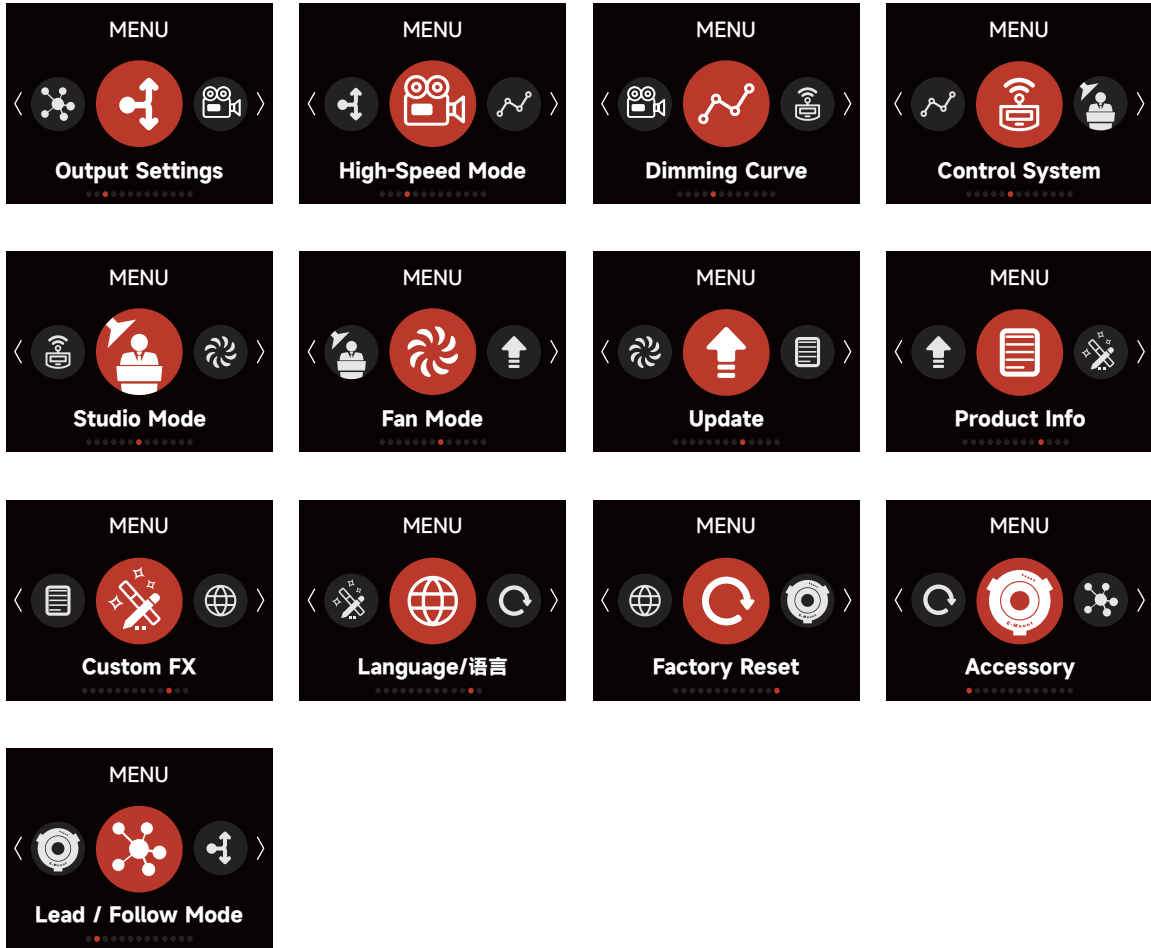 MENU
Output Settings
MENU
High-Speed Mode
MENU
Dimming Curve
MENU
Control System
MENU
Studio Mode
MENU
Fan Mode
MENU
Update
MENU
Product Info
MENU
Custom FX
MENU
Language/语言
MENU
Factory Reset
MENU
E-Mount
Accessory
MENU
Lead / Follow Mode